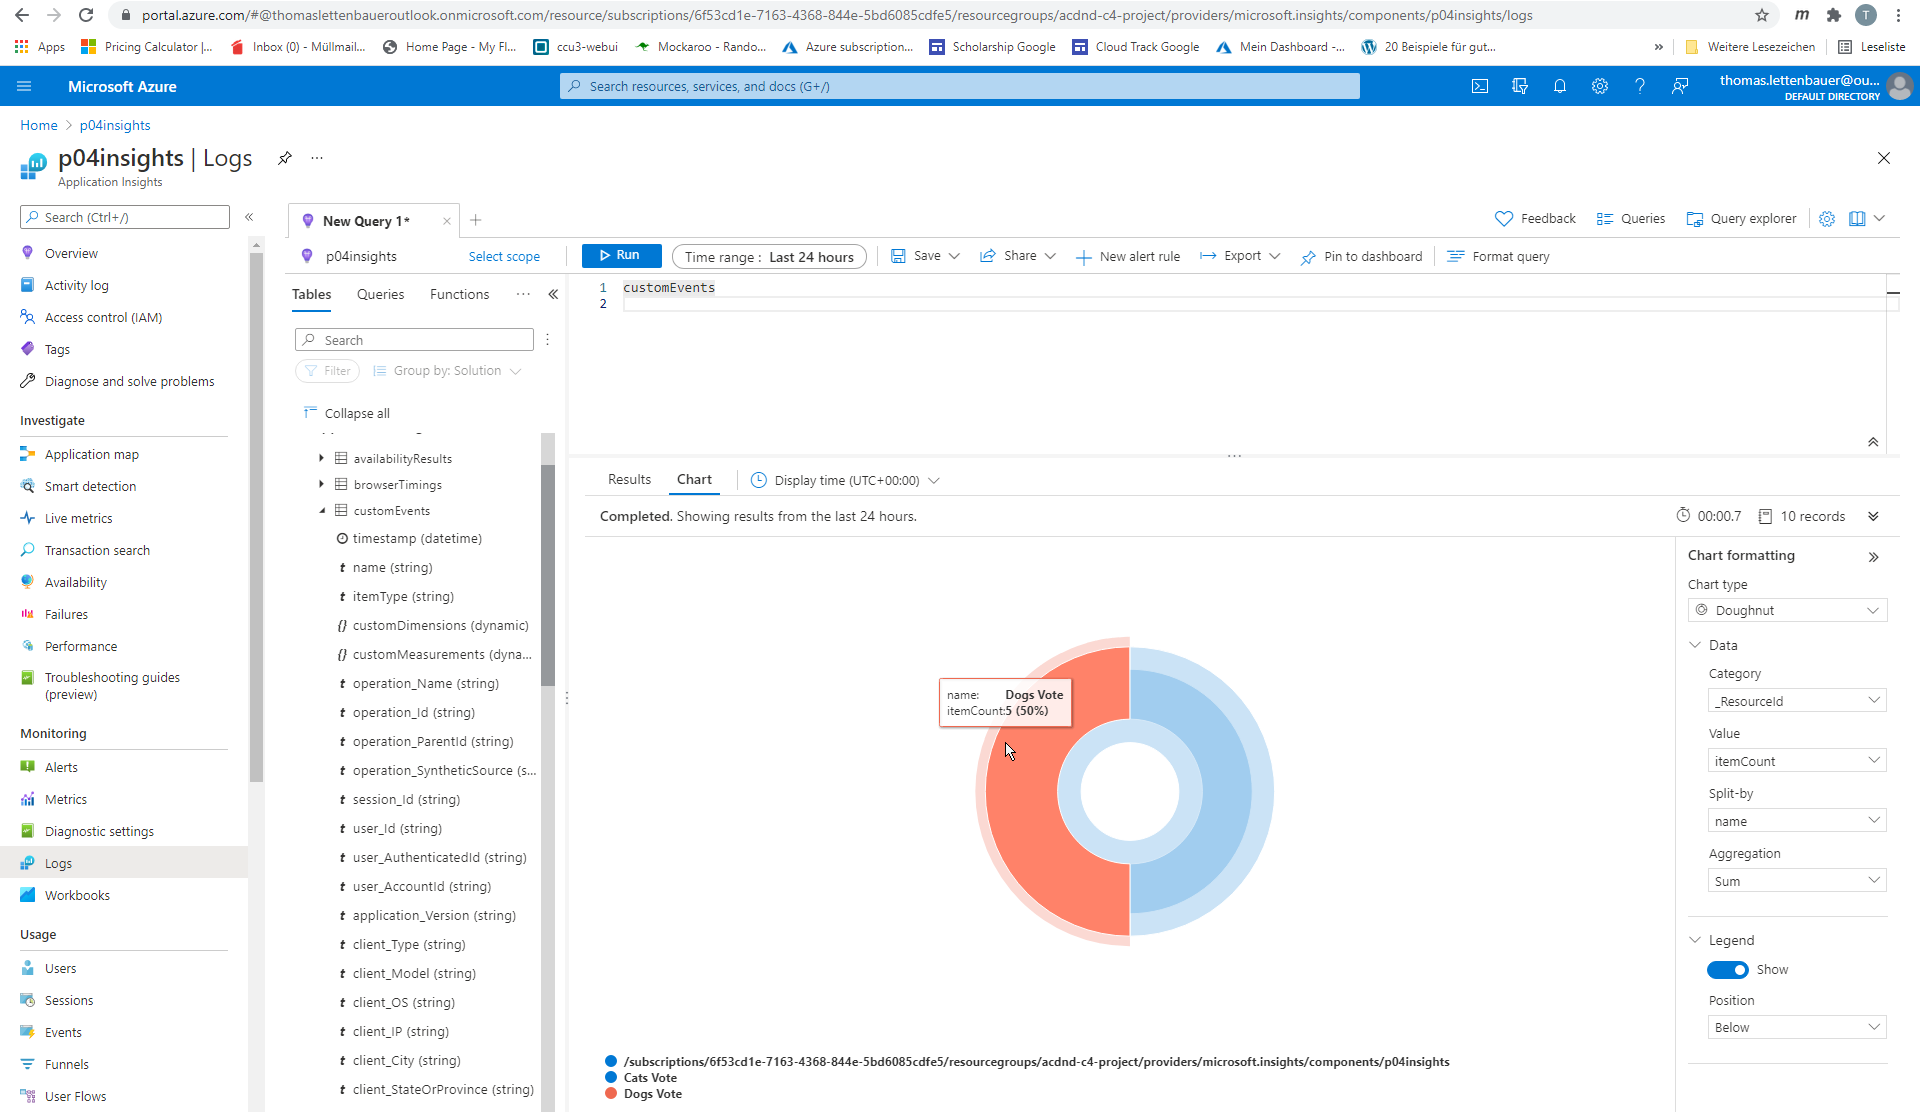 portal.azure.com/#@thomaslettenbaueroutlook.onmicrosoft.com/resource/subscriptions/6f53cd1e-7163-4368-844e-5bd6085cdfe5/resourcegroups/acdnd-c4-project/providers/microsoft.insights/components/p04insights/logs
m
T
Apps
Pricing Calculator |...
Inbox (0) - Müllmail...
Home Page - My Fl...
ccu3-webui
Mockaroo - Rando...
Azure subscription...
Scholarship Google
Cloud Track Google
Mein Dashboard -...
20 Beispiele für gut...
»
Weitere Lesezeichen
Leseliste
Microsoft Azure
Search resources, services, and docs (G+/)
thomas.lettenbauer@ou...
DEFAULT DIRECTORY
Home > p04insights
p04insights | Logs
...
Application Insights
Search (Ctrl+/)
«
Overview
Activity log
Access control (IAM)
Tags
Diagnose and solve problems
Investigate
Application map
Smart detection
Live metrics
Transaction search
Availability
Failures
Performance
Troubleshooting guides
(preview)
Monitoring
Alerts
Metrics
Diagnostic settings
Logs
Workbooks
Usage
Users
Sessions
Events
Funnels
User Flows
New Query 1*
Feedback
Queries
Query explorer
p04insights
Select scope
Run
Time range : Last 24 hours
Save
Share
New alert rule
Export
Pin to dashboard
Format query
Tables
Queries
Functions
...
«
Search
Filter
Group by: Solution
Collapse all
availabilityResults
browserTimings
customEvents
timestamp (datetime)
t name (string)
t itemType (string)
{} customDimensions (dynamic)
{} customMeasurements (dyna...
t operation_Name (string)
t operation_Id (string)
t operation_ParentId (string)
t operation_SyntheticSource (s...
t session_Id (string)
t user_Id (string)
t user_AuthenticatedId (string)
t user_AccountId (string)
t application_Version (string)
t client_Type (string)
t client_Model (string)
t client_OS (string)
t client_IP (string)
t client_City (string)
t client_StateOrProvince (string)
1 customEvents
2
Results
Chart
Display time (UTC+00:00)
Completed. Showing results from the last 24 hours.
00:00.7
10 records
name: Dogs Vote
itemCount:5 (50%)
/subscriptions/6f53cd1e-7163-4368-844e-5bd6085cdfe5/resourcegroups/acdnd-c4-project/providers/microsoft.insights/components/p04insights
Cats Vote
Dogs Vote
Chart formatting
»
Chart type
Doughnut
Data
Category
_ResourceId
Value
itemCount
Split-by
name
Aggregation
Sum
Legend
Show
Position
Below